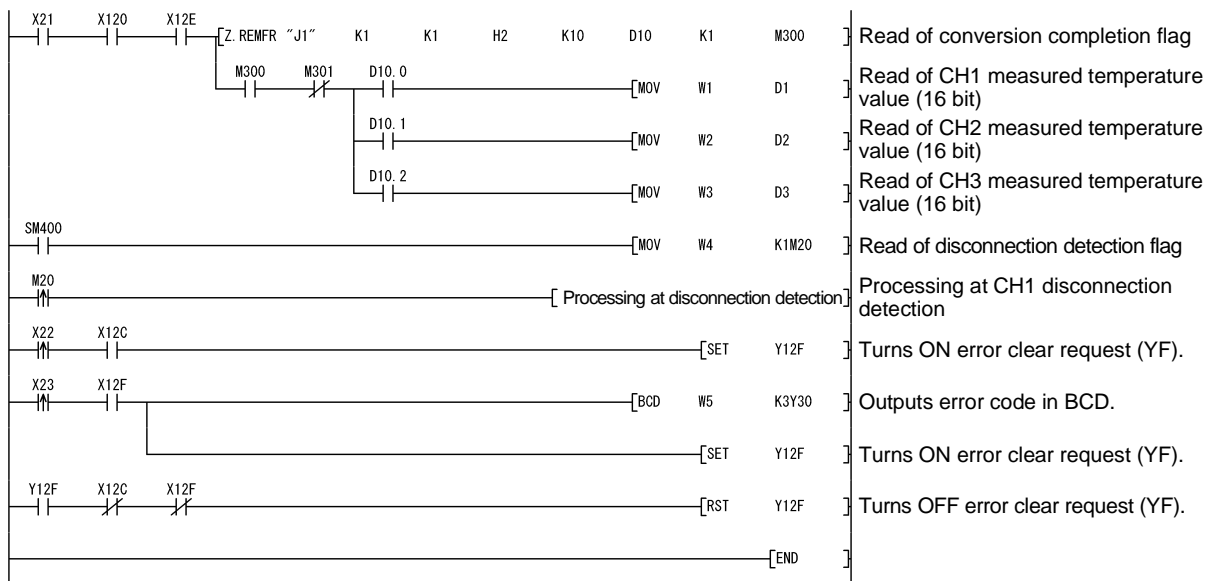 X21 X120 X12E
Z.REMFR "J1" K1 K1 H2 K10 D10 K1 M300 Read of conversion completion flag
M300 M301 D10.0
MOV W1 D1 Read of CH1 measured temperature
value (16 bit)
D10.1
MOV W2 D2 Read of CH2 measured temperature
value (16 bit)
D10.2
MOV W3 D3 Read of CH3 measured temperature
value (16 bit)
SM400
MOV W4 K1M20 Read of disconnection detection flag
M20
Processing at disconnection detection Processing at CH1 disconnection
detection
X22 X12C
SET Y12F Turns ON error clear request (YF).
X23 X12F
BCD W5 K3Y30 Outputs error code in BCD.
SET Y12F Turns ON error clear request (YF).
Y12F X12C X12F
RST Y12F Turns OFF error clear request (YF).
END